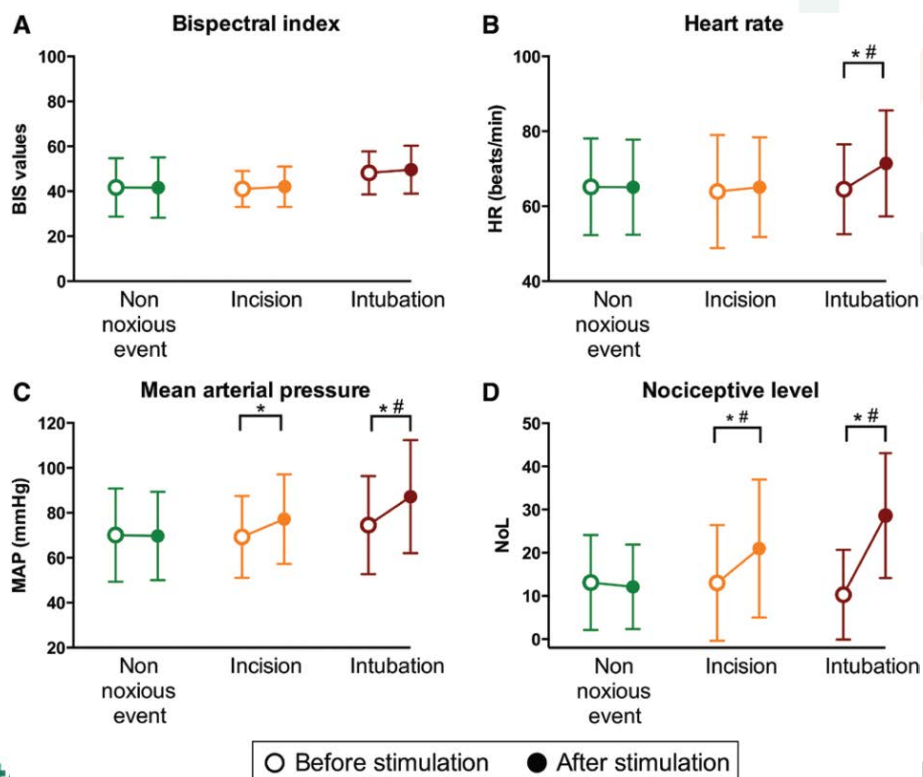 A Bispectral index
100
80
60
40
20
0
BIS values
Non
noxious
event
Incision
Intubation
B Heart rate
* #
100
80
60
40
HR (beats/min)
Non
noxious
event
Incision
Intubation
C Mean arterial pressure
*
* #
120
100
80
60
40
20
MAP (mmHg)
Non
noxious
event
Incision
Intubation
D Nociceptive level
* #
* #
50
40
30
20
10
0
NoL
Non
noxious
event
Incision
Intubation
Before stimulation After stimulation